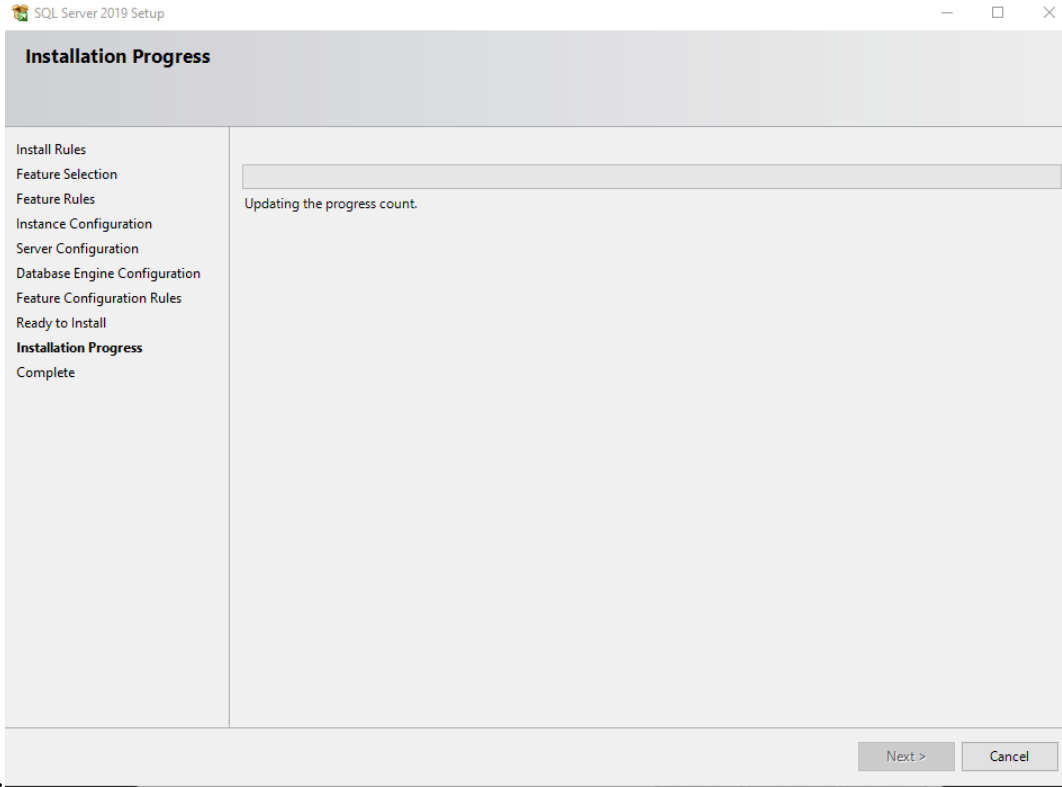 SQL Server 2019 Setup
Installation Progress
Install Rules
Feature Selection
Feature Rules
Instance Configuration
Server Configuration
Database Engine Configuration
Feature Configuration Rules
Ready to Install
Installation Progress
Complete
Updating the progress count.
Next >
Cancel